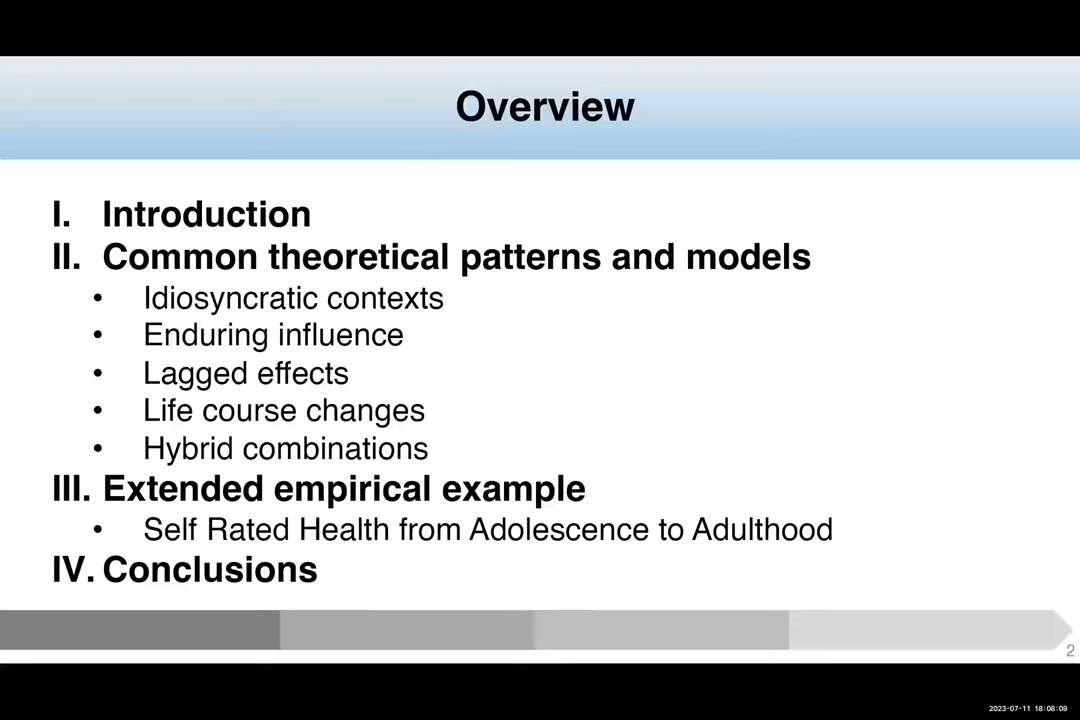 Overview
I. Introduction
II. Common theoretical patterns and models
• Idiosyncratic contexts
• Enduring influence
• Lagged effects
• Life course changes
• Hybrid combinations
III. Extended empirical example
• Self Rated Health from Adolescence to Adulthood
IV. Conclusions
2
2023-07-11 18:08:09